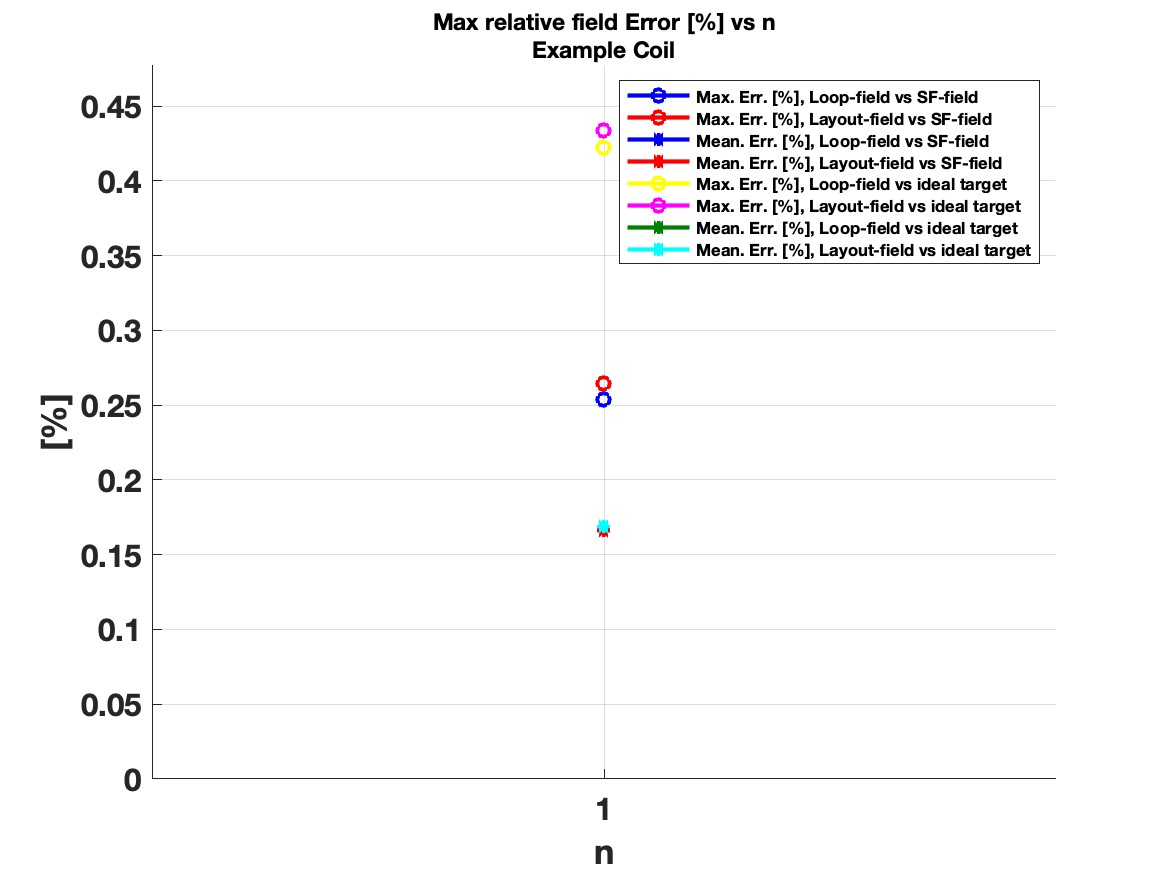 Max relative field Error [%] vs n
Example Coil
Max. Err. [%], Loop-field vs SF-field
Max. Err. [%], Layout-field vs SF-field
Mean. Err. [%], Loop-field vs SF-field
Mean. Err. [%], Layout-field vs SF-field
Max. Err. [%], Loop-field vs ideal target
Max. Err. [%], Layout-field vs ideal target
Mean. Err. [%], Loop-field vs ideal target
Mean. Err. [%], Layout-field vs ideal target
0.45
0.4
0.35
0.3
0.25
0.2
0.15
0.1
0.05
0
[%]
1
n